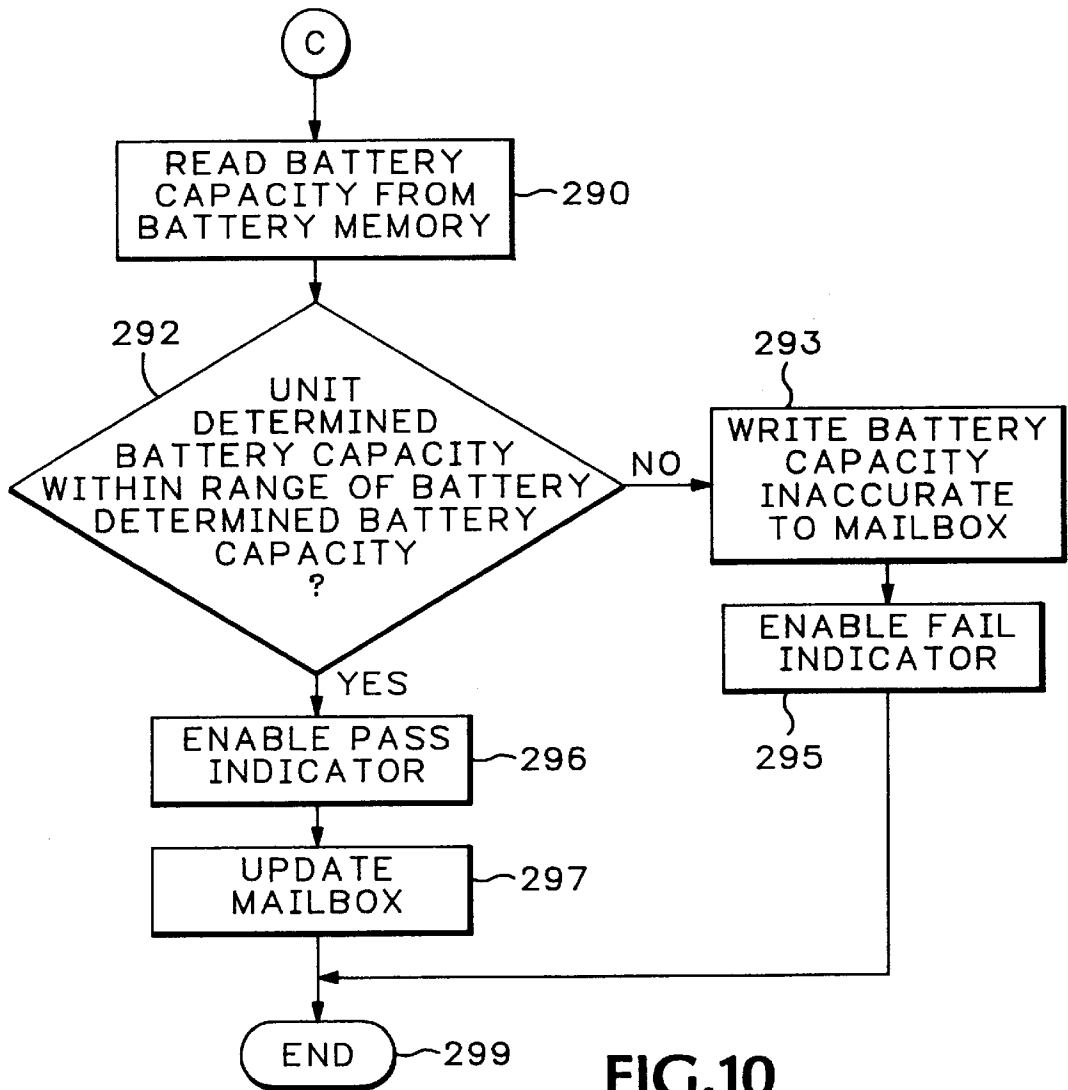 C
READ BATTERY
CAPACITY FROM
BATTERY MEMORY
290
292
UNIT
DETERMINED
BATTERY CAPACITY
WITHIN RANGE OF BATTERY
DETERMINED BATTERY
CAPACITY
?
NO
293
WRITE BATTERY
CAPACITY
INACCURATE
TO MAILBOX
ENABLE FAIL
INDICATOR
295
YES
ENABLE PASS
INDICATOR
296
UPDATE
MAILBOX
297
END
299
FIG.10